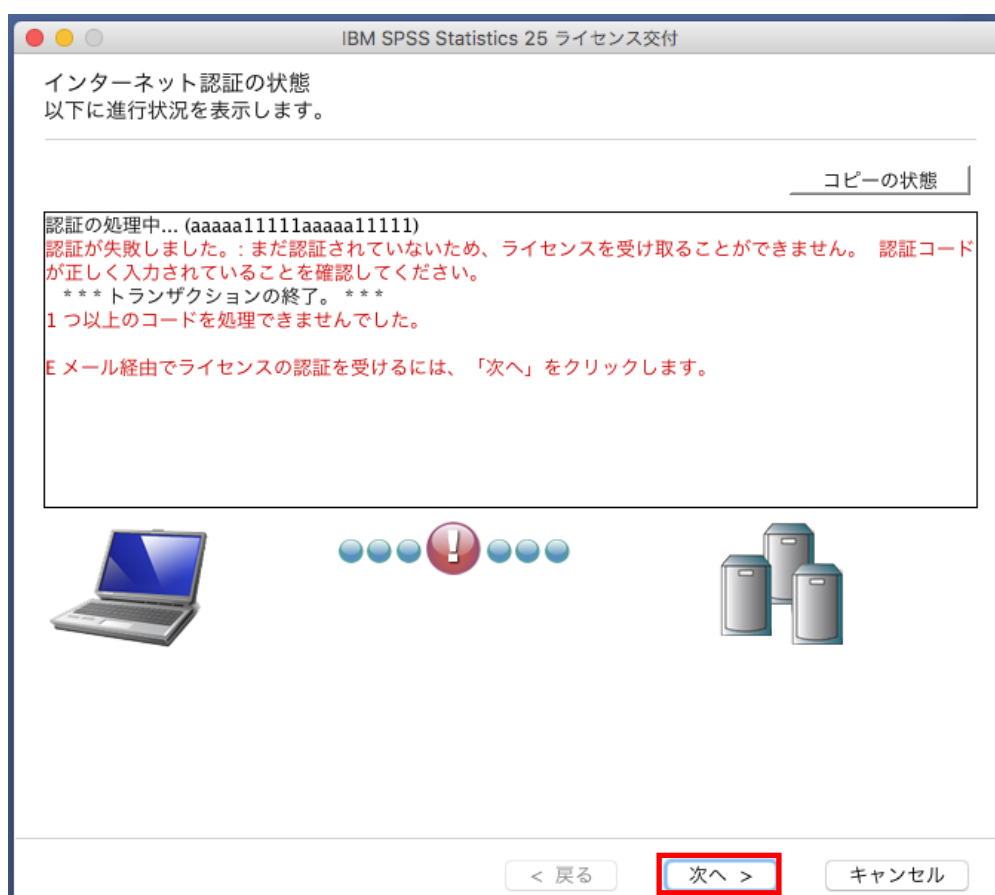 IBM SPSS Statistics 25 ライセンス交付
インターネット認証の状態
以下に進行状況を表示します。
コピーの状態
認証の処理中... (aaaaa11111aaaaa11111)
認証が失敗しました。: まだ認証されていないため、ライセンスを受け取ることができません。 認証コード
が正しく入力されていることを確認してください。
* * * トランザクションの終了。 * * *
1 つ以上のコードを処理できませんでした。
E メール経由でライセンスの認証を受けるには、「次へ」をクリックします。
< 戻る
次へ >
キャンセル